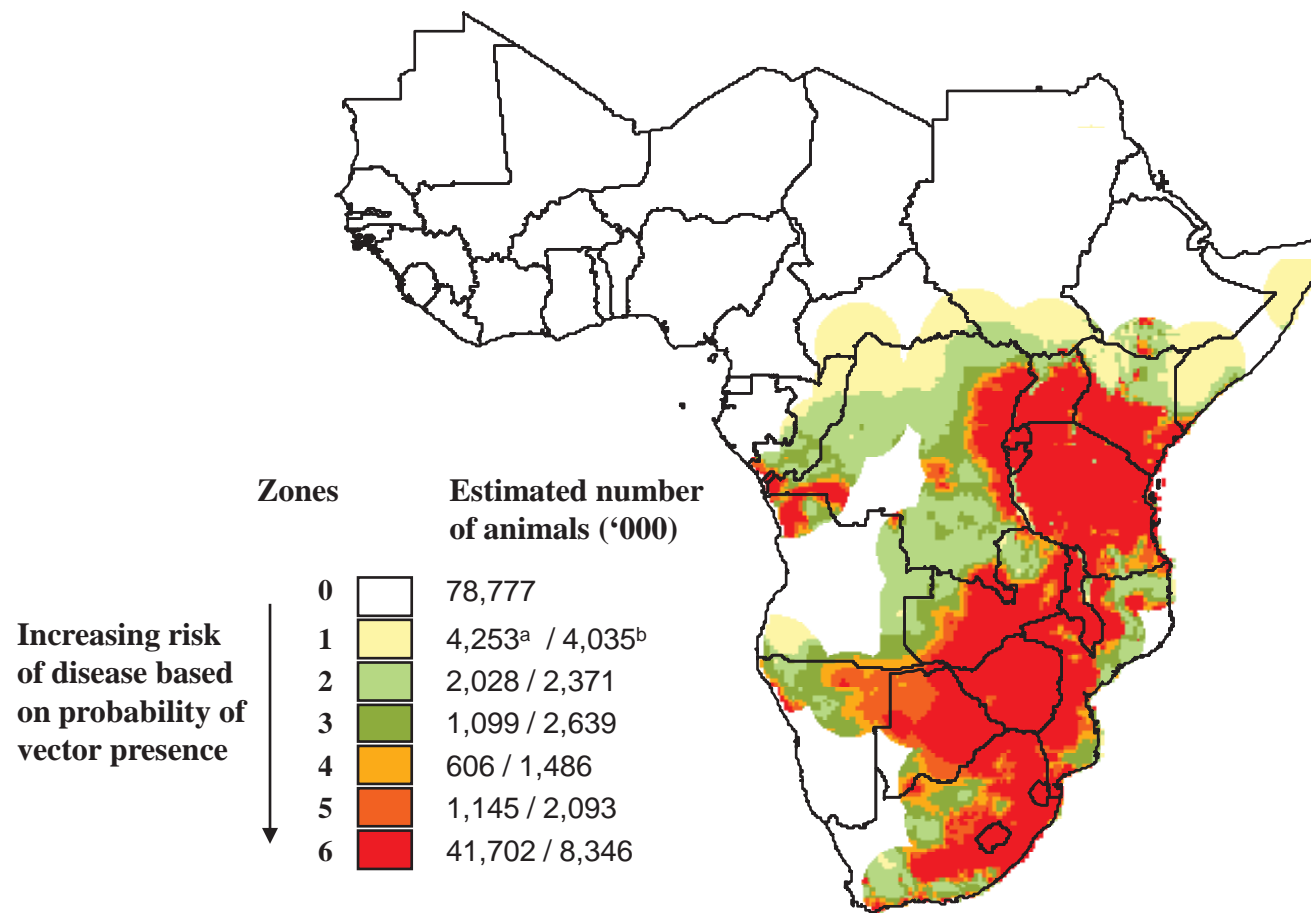 Zones Estimated number
of animals (‘000)
0 78,777
1 4,253ᵃ / 4,035ᵇ
2 2,028 / 2,371
3 1,099 / 2,639
4 606 / 1,486
5 1,145 / 2,093
6 41,702 / 8,346
Increasing risk
of disease based
on probability of
vector presence